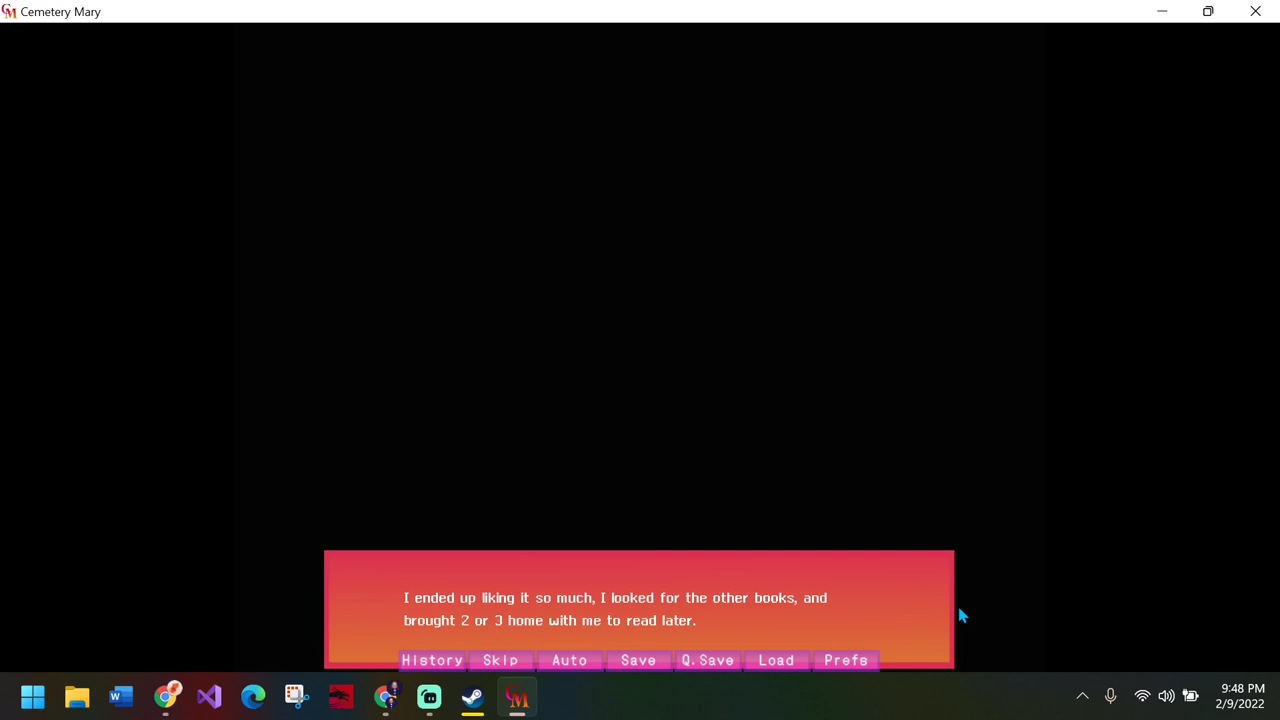 Cemetery Mary
I ended up liking it so much, I looked for the other books, and
brought 2 or 3 home with me to read later.
History Skip Auto Save Q.Save Load Prefs
9:48 PM
2/9/2022